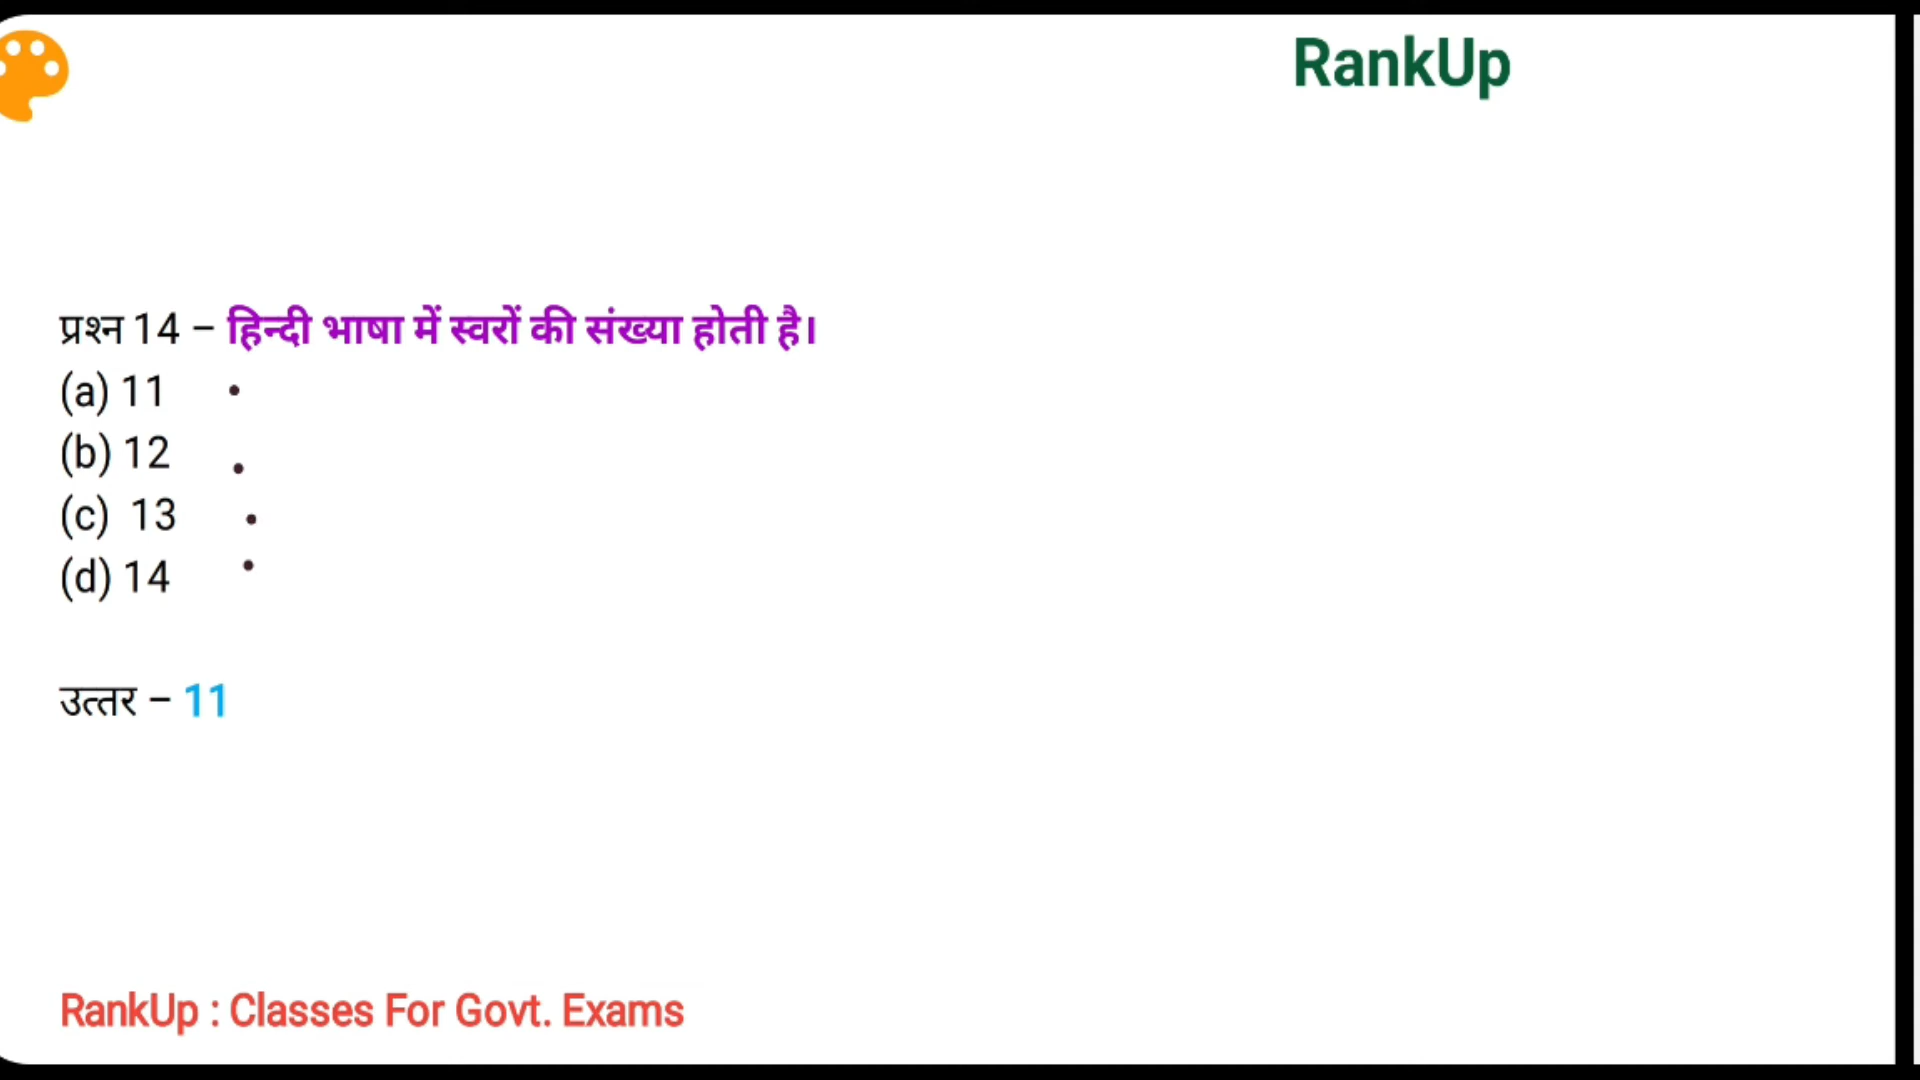 RankUp
प्रश्न 14 – हिन्दी भाषा में स्वरों की संख्या होती है।
(a) 11
(b) 12
(c) 13
(d) 14
उत्तर – 11
RankUp : Classes For Govt. Exams